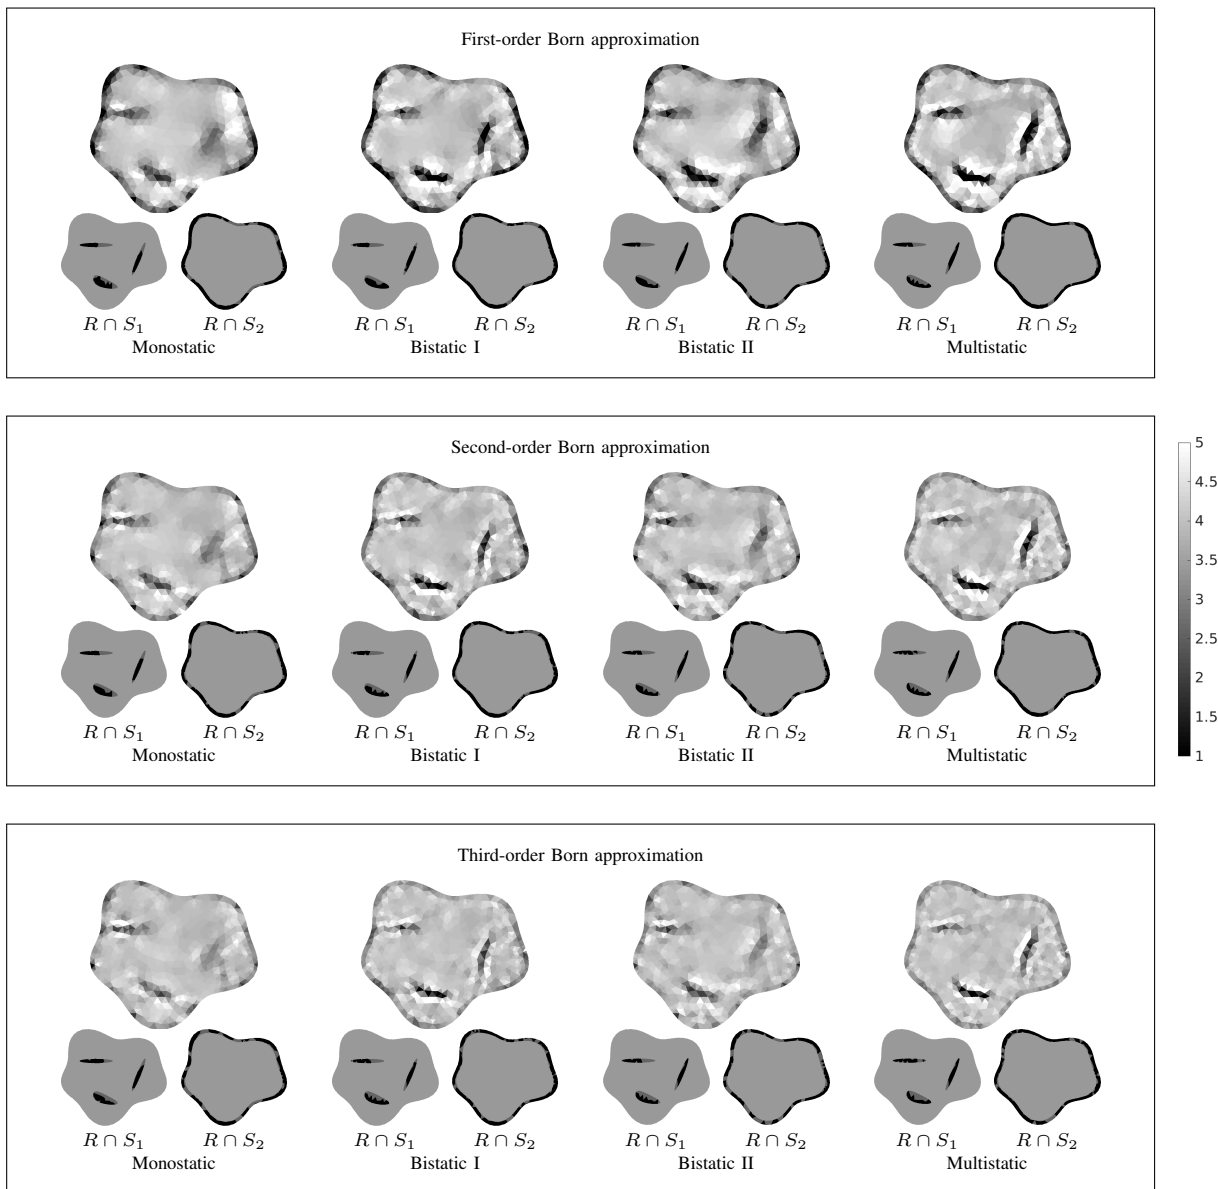 First-order Born approximation
R ∩ S₁ R ∩ S₂ R ∩ S₁ R ∩ S₂ R ∩ S₁ R ∩ S₂ R ∩ S₁ R ∩ S₂
Monostatic Bistatic I Bistatic II Multistatic
Second-order Born approximation
R ∩ S₁ R ∩ S₂ R ∩ S₁ R ∩ S₂ R ∩ S₁ R ∩ S₂ R ∩ S₁ R ∩ S₂
Monostatic Bistatic I Bistatic II Multistatic
5
4.5
4
3.5
3
2.5
2
1.5
1
Third-order Born approximation
R ∩ S₁ R ∩ S₂ R ∩ S₁ R ∩ S₂ R ∩ S₁ R ∩ S₂ R ∩ S₁ R ∩ S₂
Monostatic Bistatic I Bistatic II Multistatic